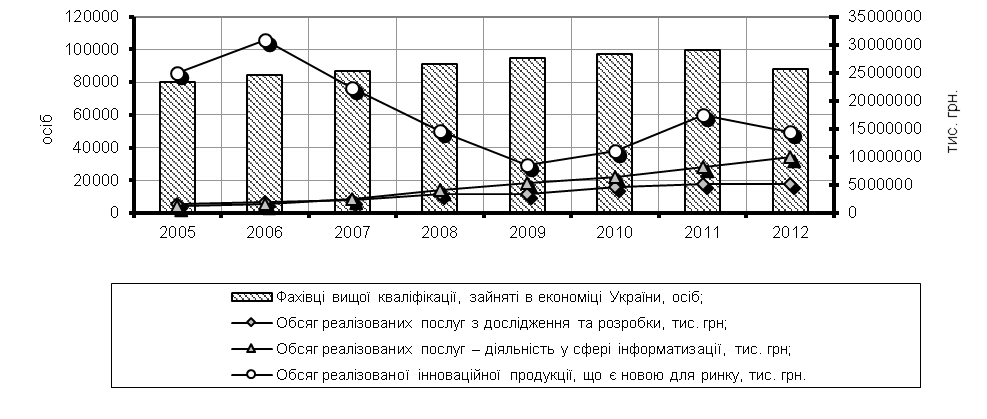 120000
100000
80000
60000
40000
20000
0
осіб
35000000
30000000
25000000
20000000
15000000
10000000
5000000
0
тис. грн.
2005 2006 2007 2008 2009 2010 2011 2012
Фахівці вищої кваліфікації, зайняті в економіці України, осіб;
Обсяг реалізованих послуг з дослідження та розробки, тис. грн;
Обсяг реалізованих послуг – діяльність у сфері інформатизації, тис. грн;
Обсяг реалізованої інноваційної продукції, що є новою для ринку, тис. грн.